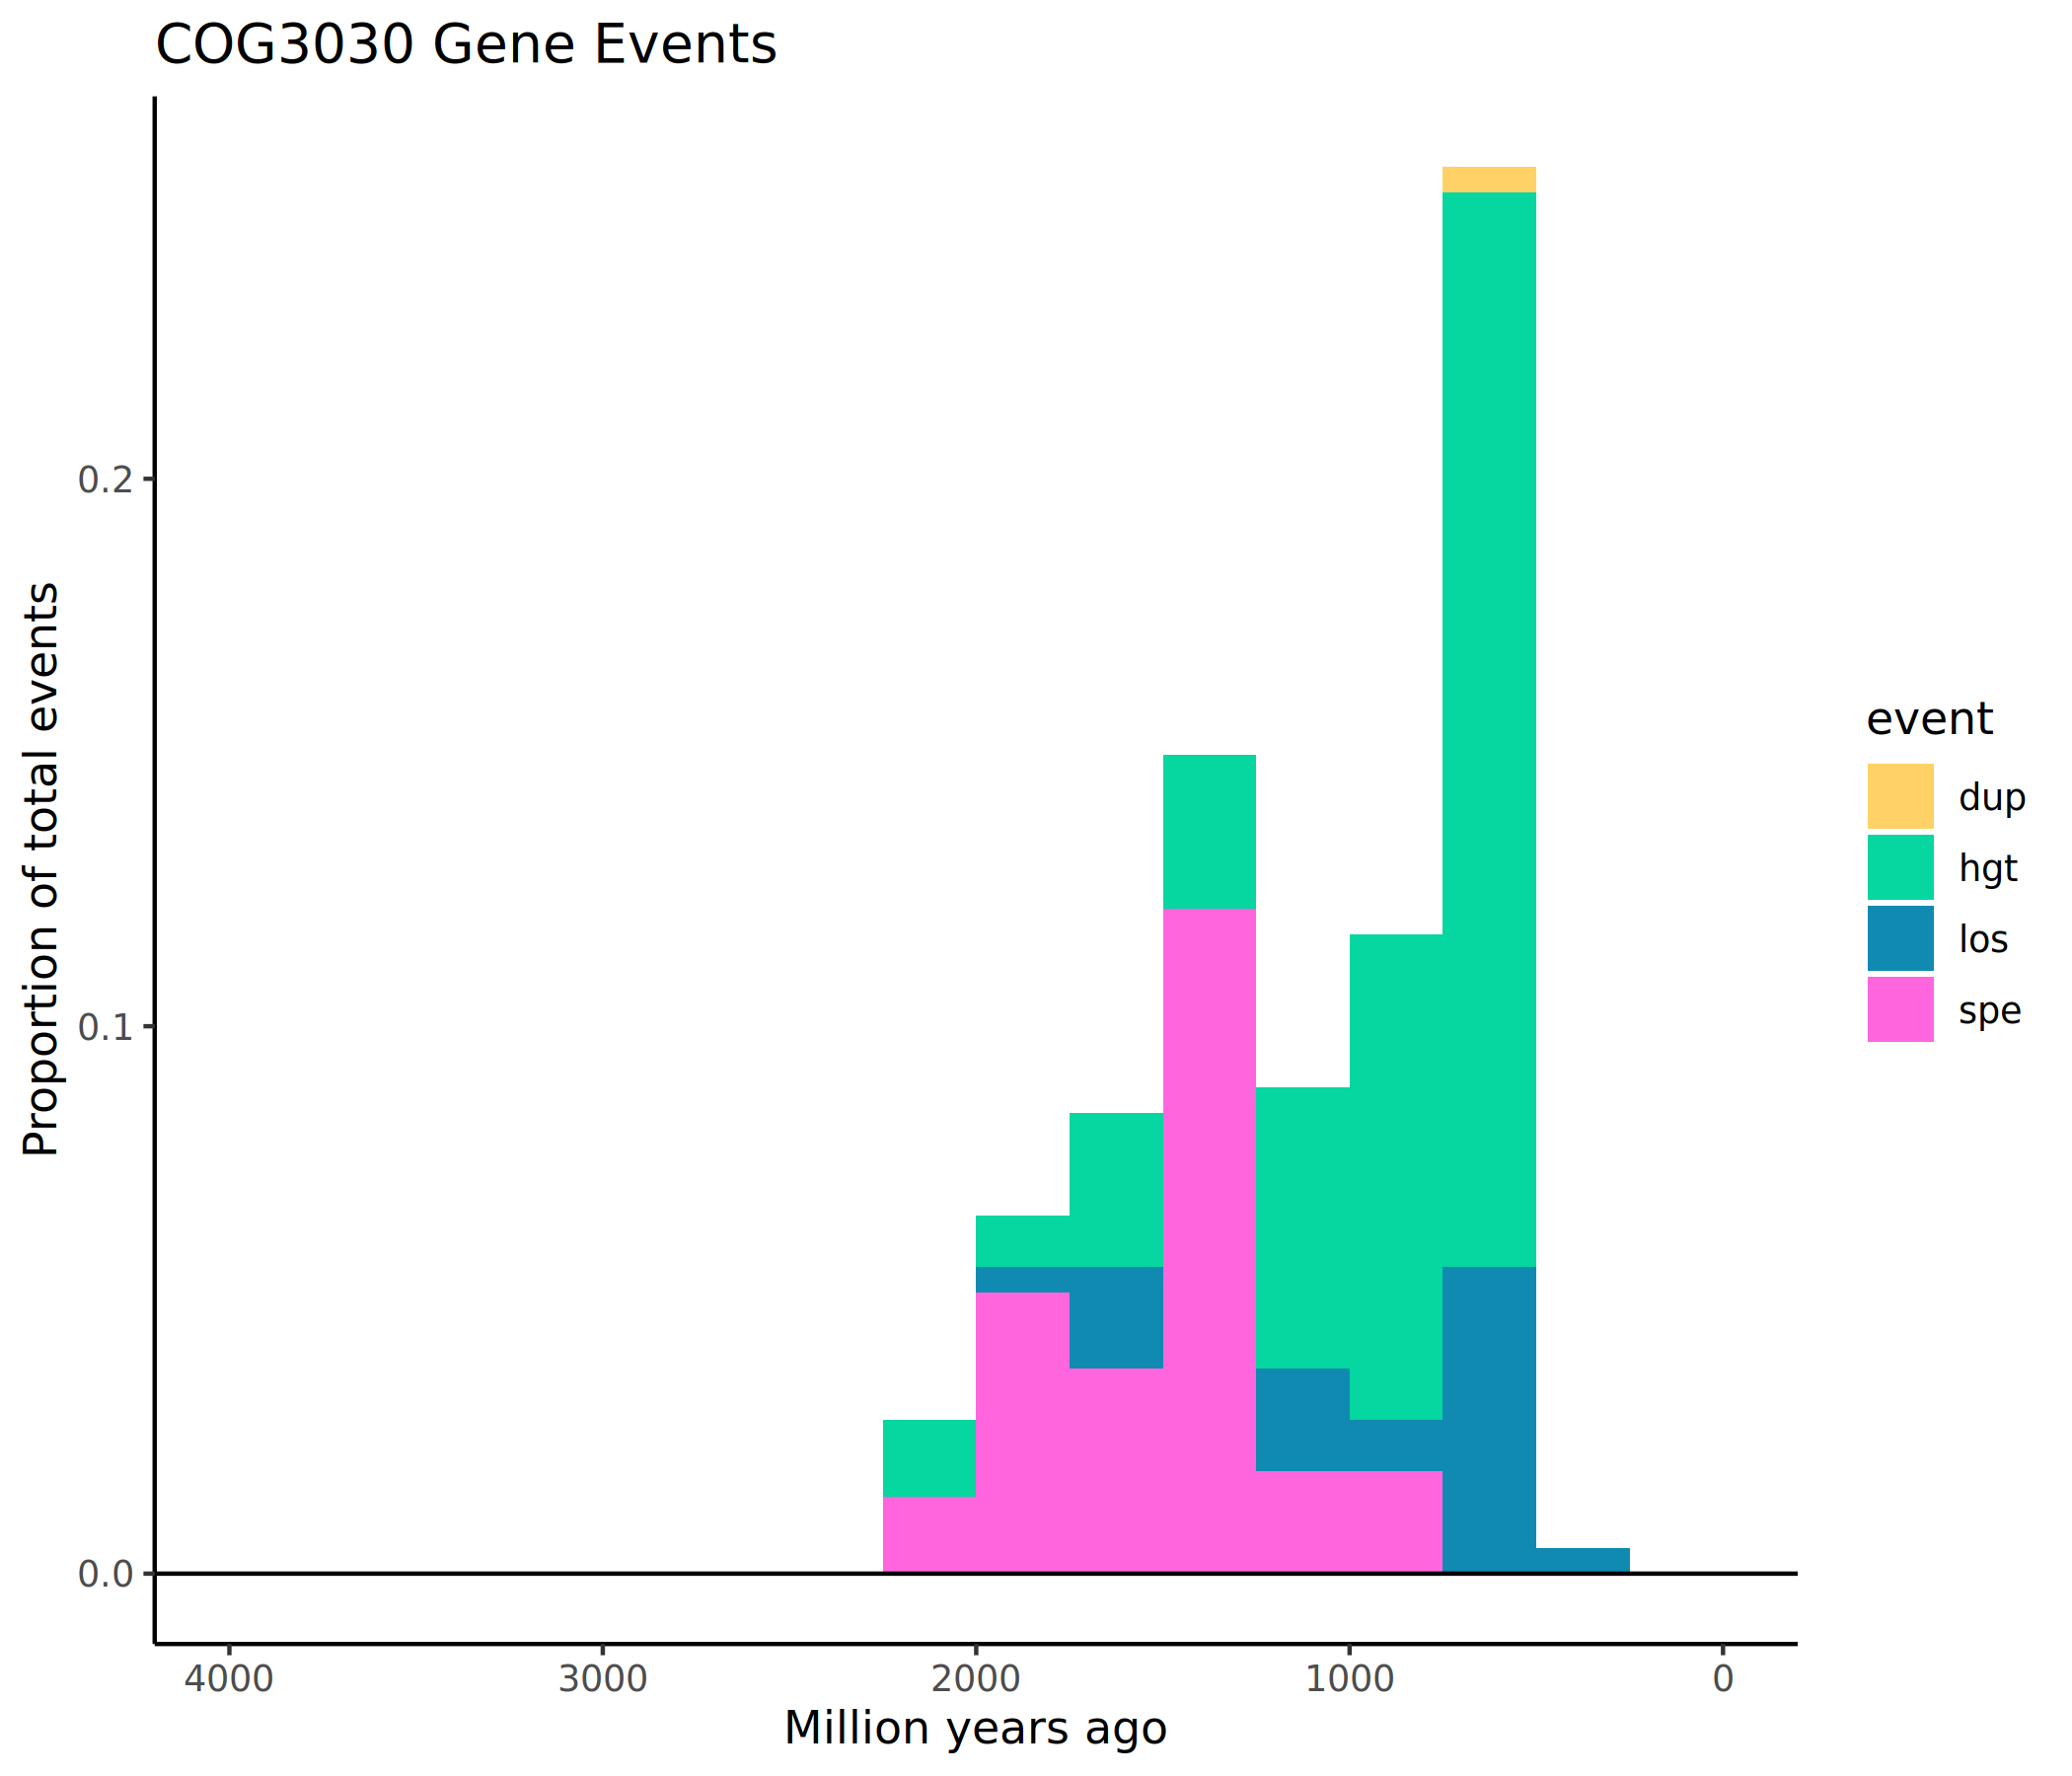 COG3030 Gene Events
Proportion of total events
0.2
0.1
0.0
4000 3000 2000 1000 0
Million years ago
event
dup
hgt
los
spe